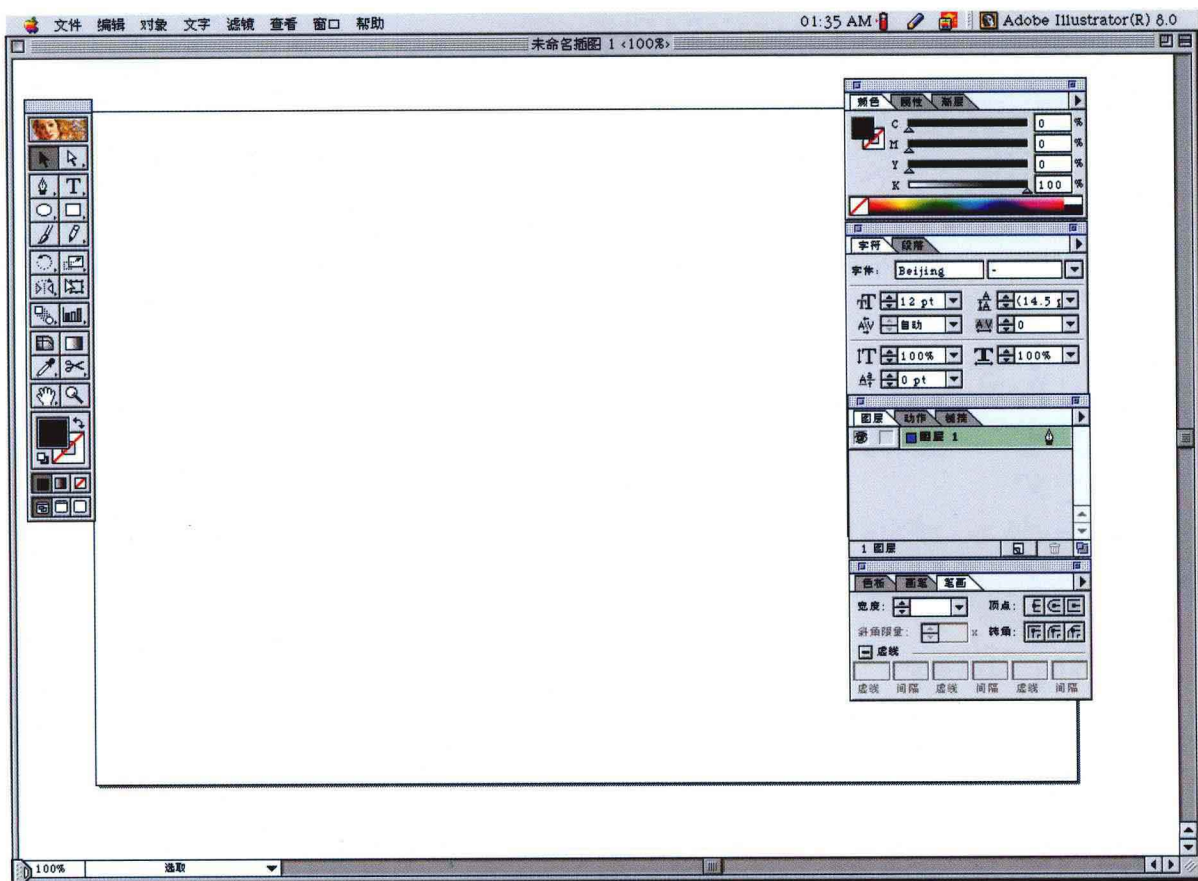 文件 编辑 对象 文字 滤镜 查看 窗口 帮助 01:35 AM Adobe Illustrator(R) 8.0
未命名插图 1 <100%>
颜色 属性 渐层
C 0 %
M 0 %
Y 0 %
K 100 %
字符 段落
字体: Beijing -
12 pt (14.5 p
自动 0
100% 100%
0 pt
图层 动作 链接
图层 1
1 图层
色板 画笔 笔画
宽度: 顶点:
斜角限量: x 转角:
虚线
虚线 间隔 虚线 间隔 虚线 间隔
100% 选取